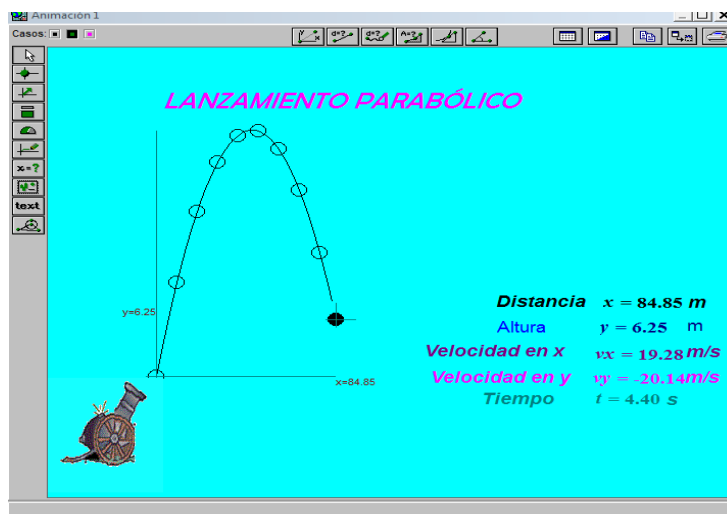 Animación 1
Casos:
y x d=? d=? A=?
x=?
text
LANZAMIENTO PARABÓLICO
y=6.25
x=84.85
Distancia x = 84.85 m
Altura y = 6.25 m
Velocidad en x vx = 19.28 m/s
Velocidad en y vy = -20.14 m/s
Tiempo t = 4.40 s